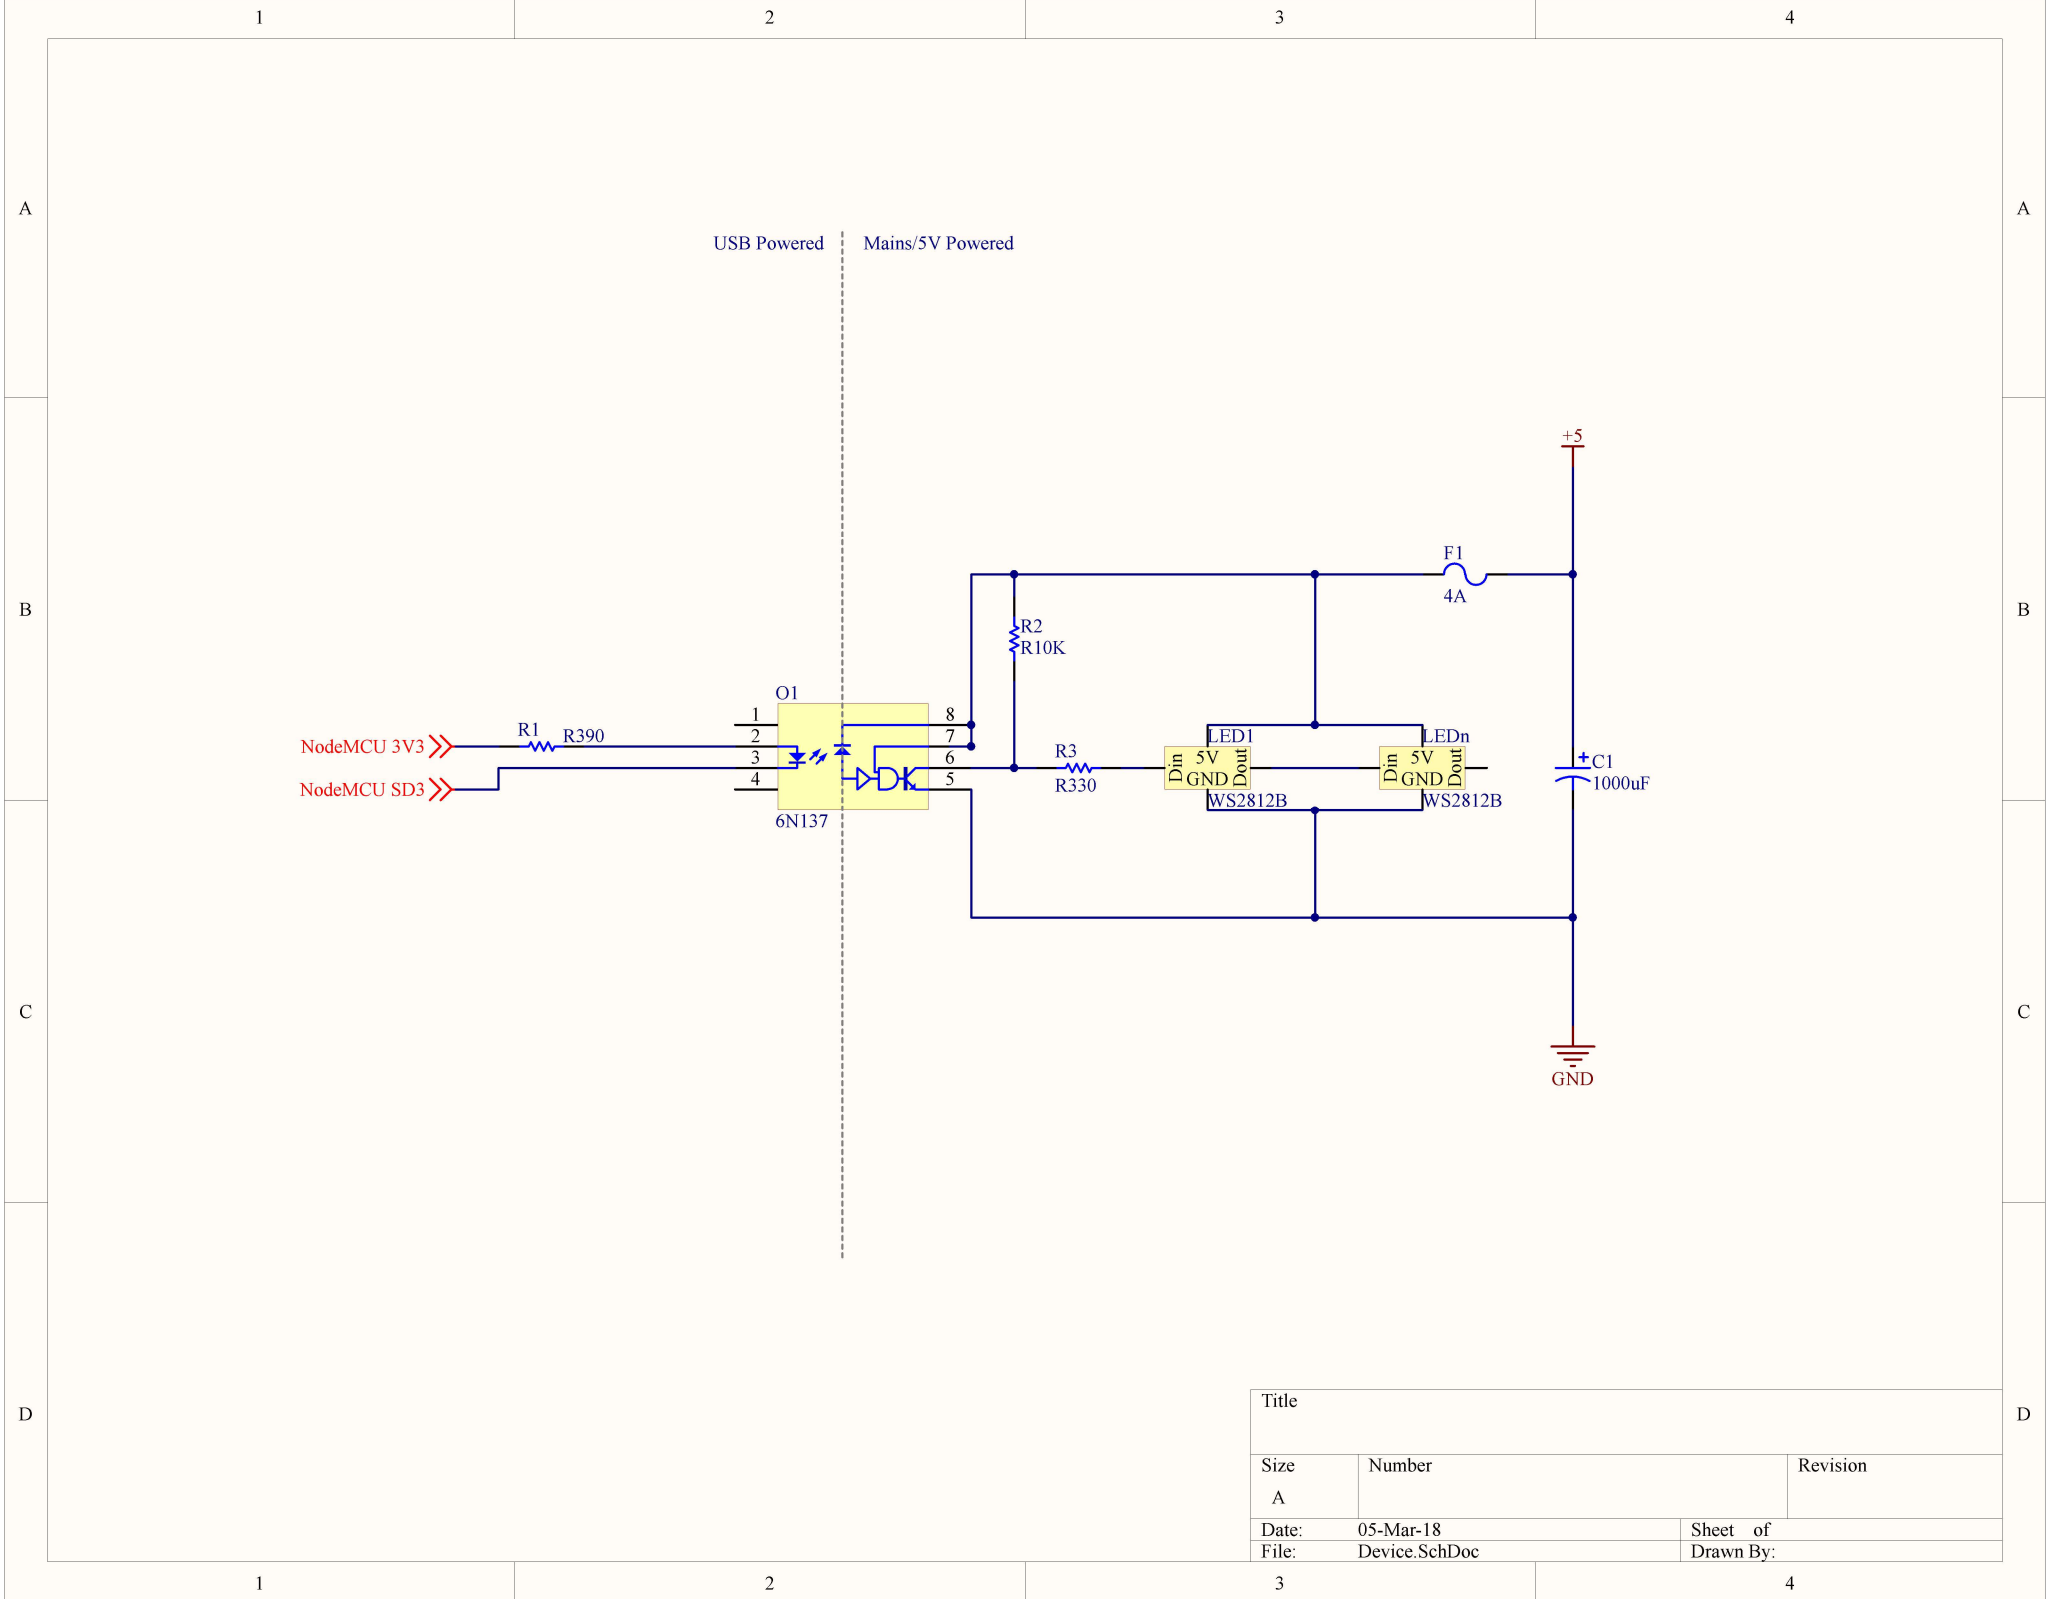 1 2 3 4
A A
USB Powered Mains/5V Powered
+5
F1
4A
B B
R2
R10K
O1
1 8
2 7
3 6
4 5
6N137
NodeMCU 3V3
R1 R390
NodeMCU SD3
R3
R330
LED1
Din 5V GND Dout
WS2812B
LEDn
Din 5V GND Dout
WS2812B
+
C1
1000uF
C C
GND
D D
Title
Size Number Revision
A
Date: 05-Mar-18 Sheet of
File: Device.SchDoc Drawn By:
1 2 3 4